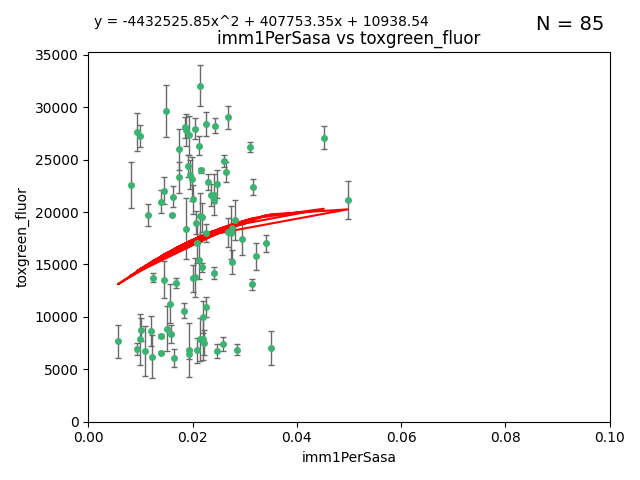 y = -4432525.85x^2 + 407753.35x + 10938.54
N = 85
imm1PerSasa vs toxgreen_fluor
35000
30000
25000
20000
15000
10000
5000
0
toxgreen_fluor
0.00 0.02 0.04 0.06 0.08 0.10
imm1PerSasa